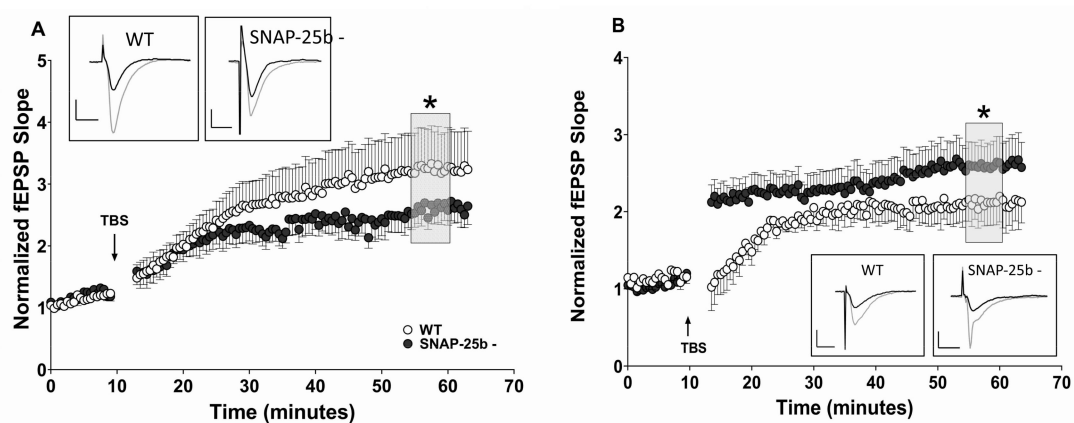 A
WT
SNAP-25b -
Normalized fEPSP Slope
5
4
3
2
1
0
*
TBS
WT
SNAP-25b -
0 10 20 30 40 50 60 70
Time (minutes)
B
Normalized fEPSP Slope
4
3
2
1
0
*
TBS
WT
SNAP-25b -
0 10 20 30 40 50 60 70
Time (minutes)